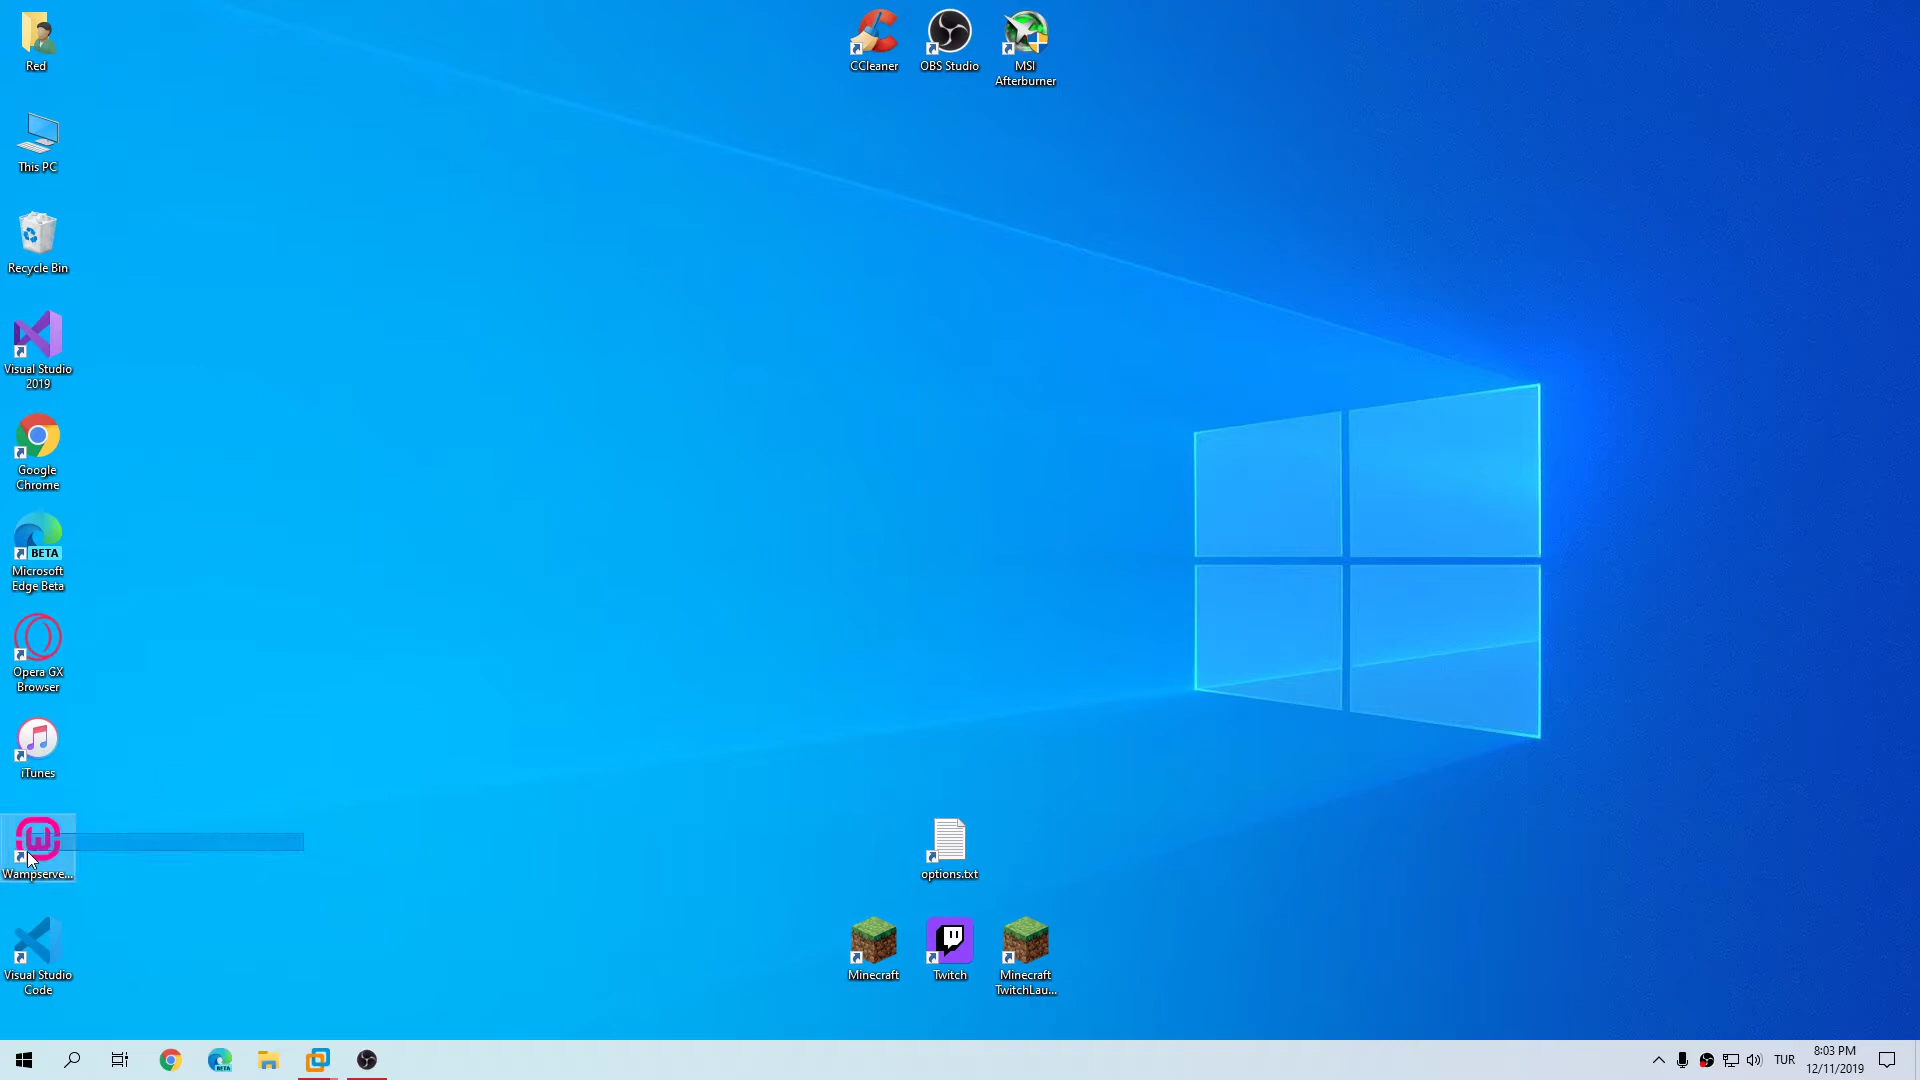 Red
This PC
Recycle Bin
Visual Studio
2019
Google
Chrome
BETA
Microsoft
Edge Beta
Opera GX
Browser
iTunes
Wampserve...
Visual Studio
Code
CCleaner
OBS Studio
MSI
Afterburner
options.txt
Minecraft
Twitch
Minecraft
TwitchLau...
BETA
TUR
8:03 PM
12/11/2019